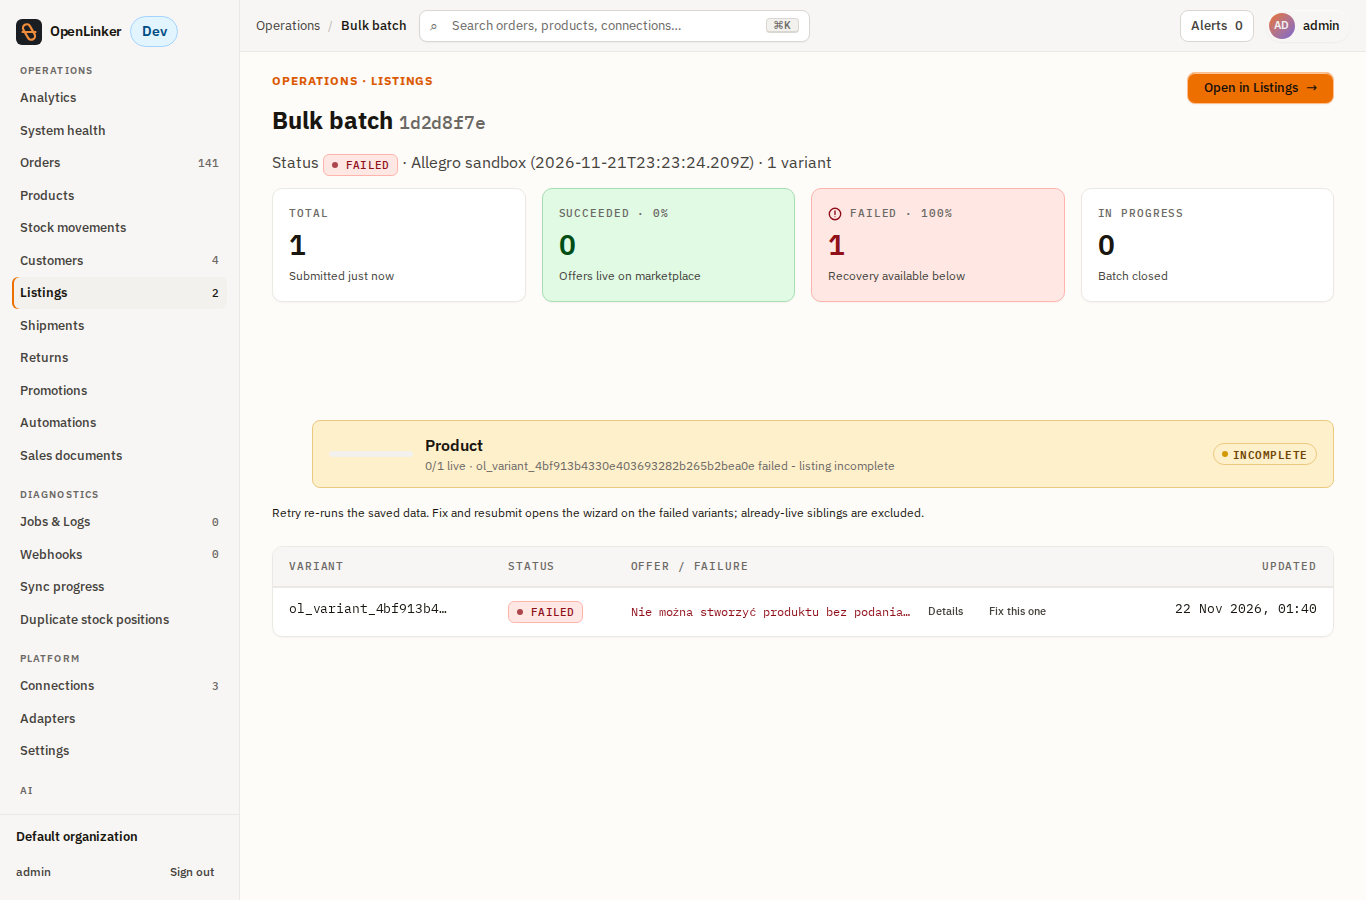 OpenLinker Dev
OPERATIONS
Analytics
System health
Orders 141
Products
Stock movements
Customers 4
Listings 2
Shipments
Returns
Promotions
Automations
Sales documents
DIAGNOSTICS
Jobs & Logs 0
Webhooks 0
Sync progress
Duplicate stock positions
PLATFORM
Connections 3
Adapters
Settings
AI
Default organization
admin Sign out
Operations / Bulk batch
Search orders, products, connections... ⌘K
Alerts 0
AD admin
OPERATIONS · LISTINGS
Open in Listings →
Bulk batch 1d2d8f7e
Status FAILED · Allegro sandbox (2026-11-21T23:23:24.209Z) · 1 variant
TOTAL
1
Submitted just now
SUCCEEDED · 0%
0
Offers live on marketplace
FAILED · 100%
1
Recovery available below
IN PROGRESS
0
Batch closed
Product
0/1 live · ol_variant_4bf913b4330e403693282b265b2bea0e failed - listing incomplete
INCOMPLETE
Retry re-runs the saved data. Fix and resubmit opens the wizard on the failed variants; already-live siblings are excluded.
VARIANT STATUS OFFER / FAILURE UPDATED
ol_variant_4bf913b4… FAILED Nie można stworzyć produktu bez podania… Details Fix this one 22 Nov 2026, 01:40